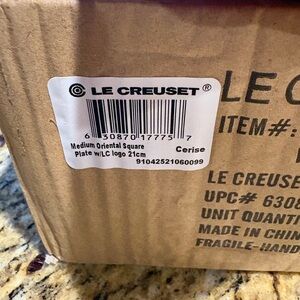 LE CREUSET®
6 30870 17775 7
Medium Oriental Square
Plate w/LC logo 21cm
Cerise
91042521060099
LE C
ITEM#:
LE CREUSE
UPC# 6308
UNIT QUANTI
MADE IN CHIN
FRAGILE-HAND